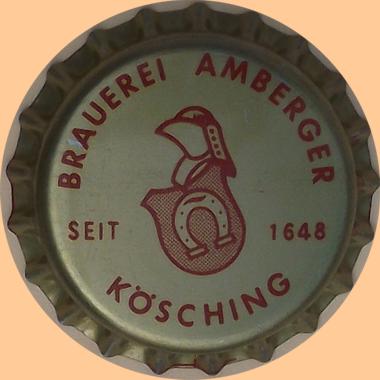 BRAUEREI AMBERGER
SEIT 1648
KÖSCHING